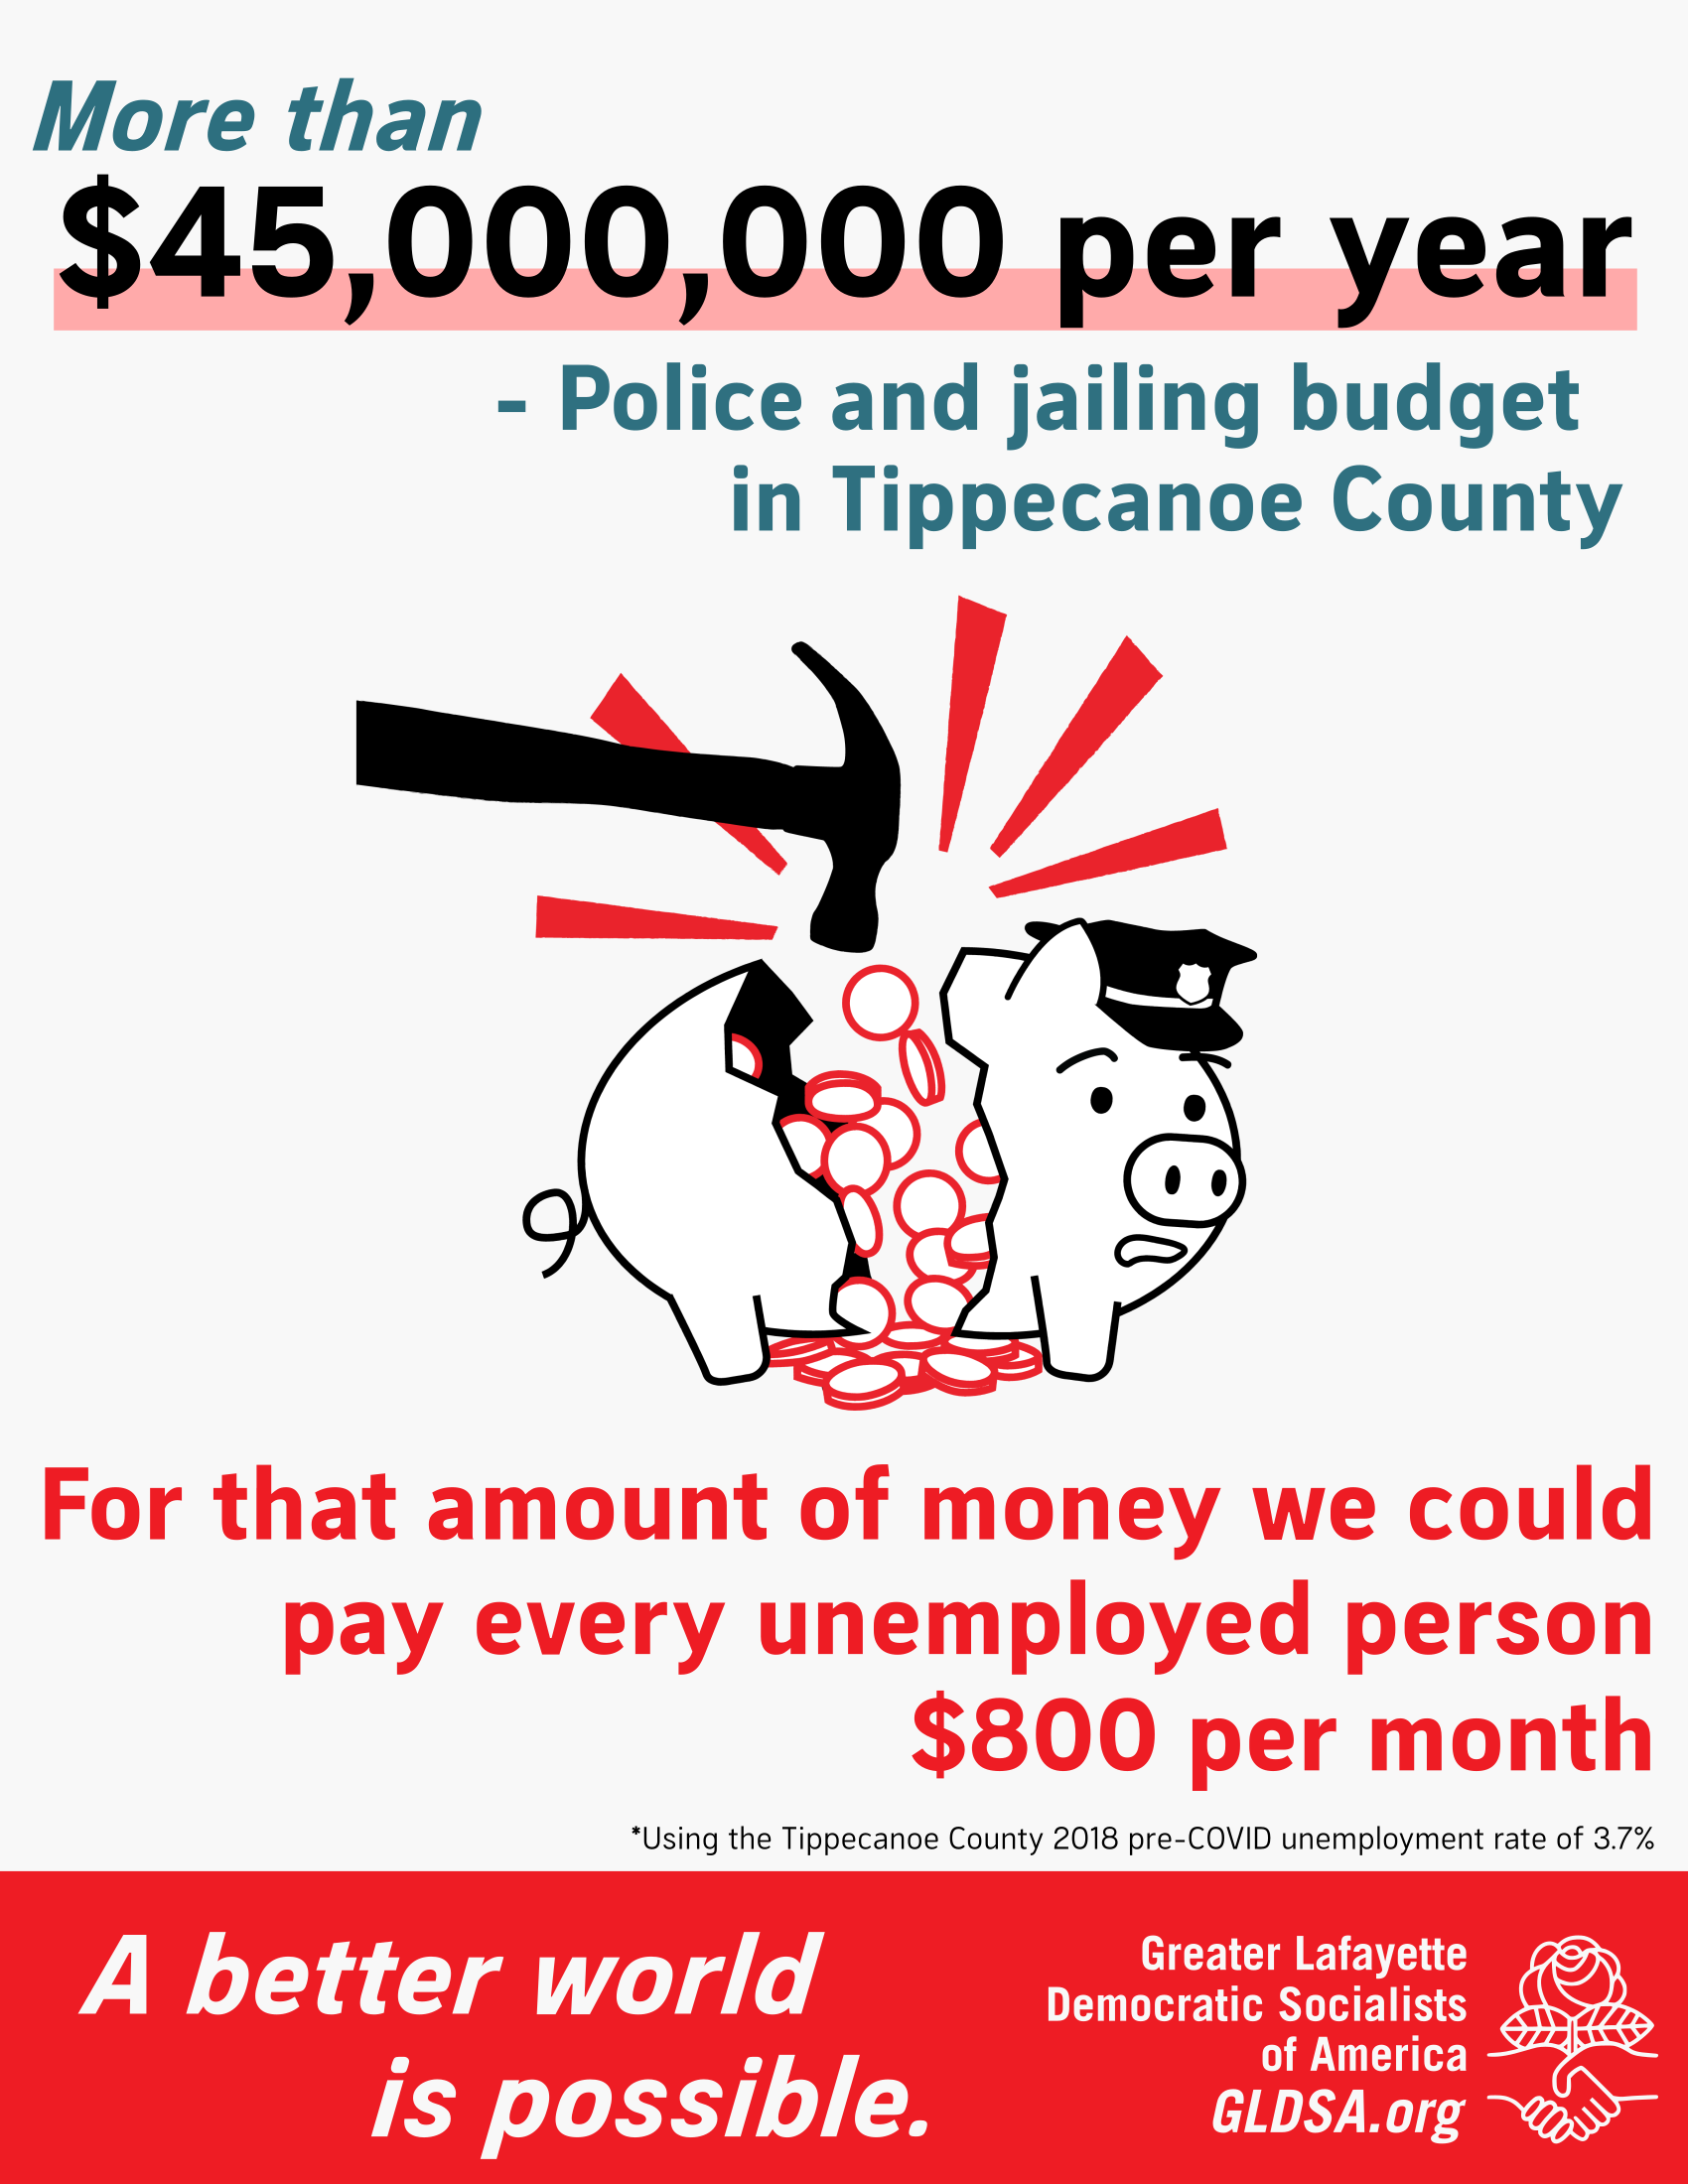 More than
$45,000,000 per year
- Police and jailing budget
in Tippecanoe County
For that amount of money we could
pay every unemployed person
$800 per month
*Using the Tippecanoe County 2018 pre-COVID unemployment rate of 3.7%
A better world
is possible.
Greater Lafayette
Democratic Socialists
of America
GLDSA.org